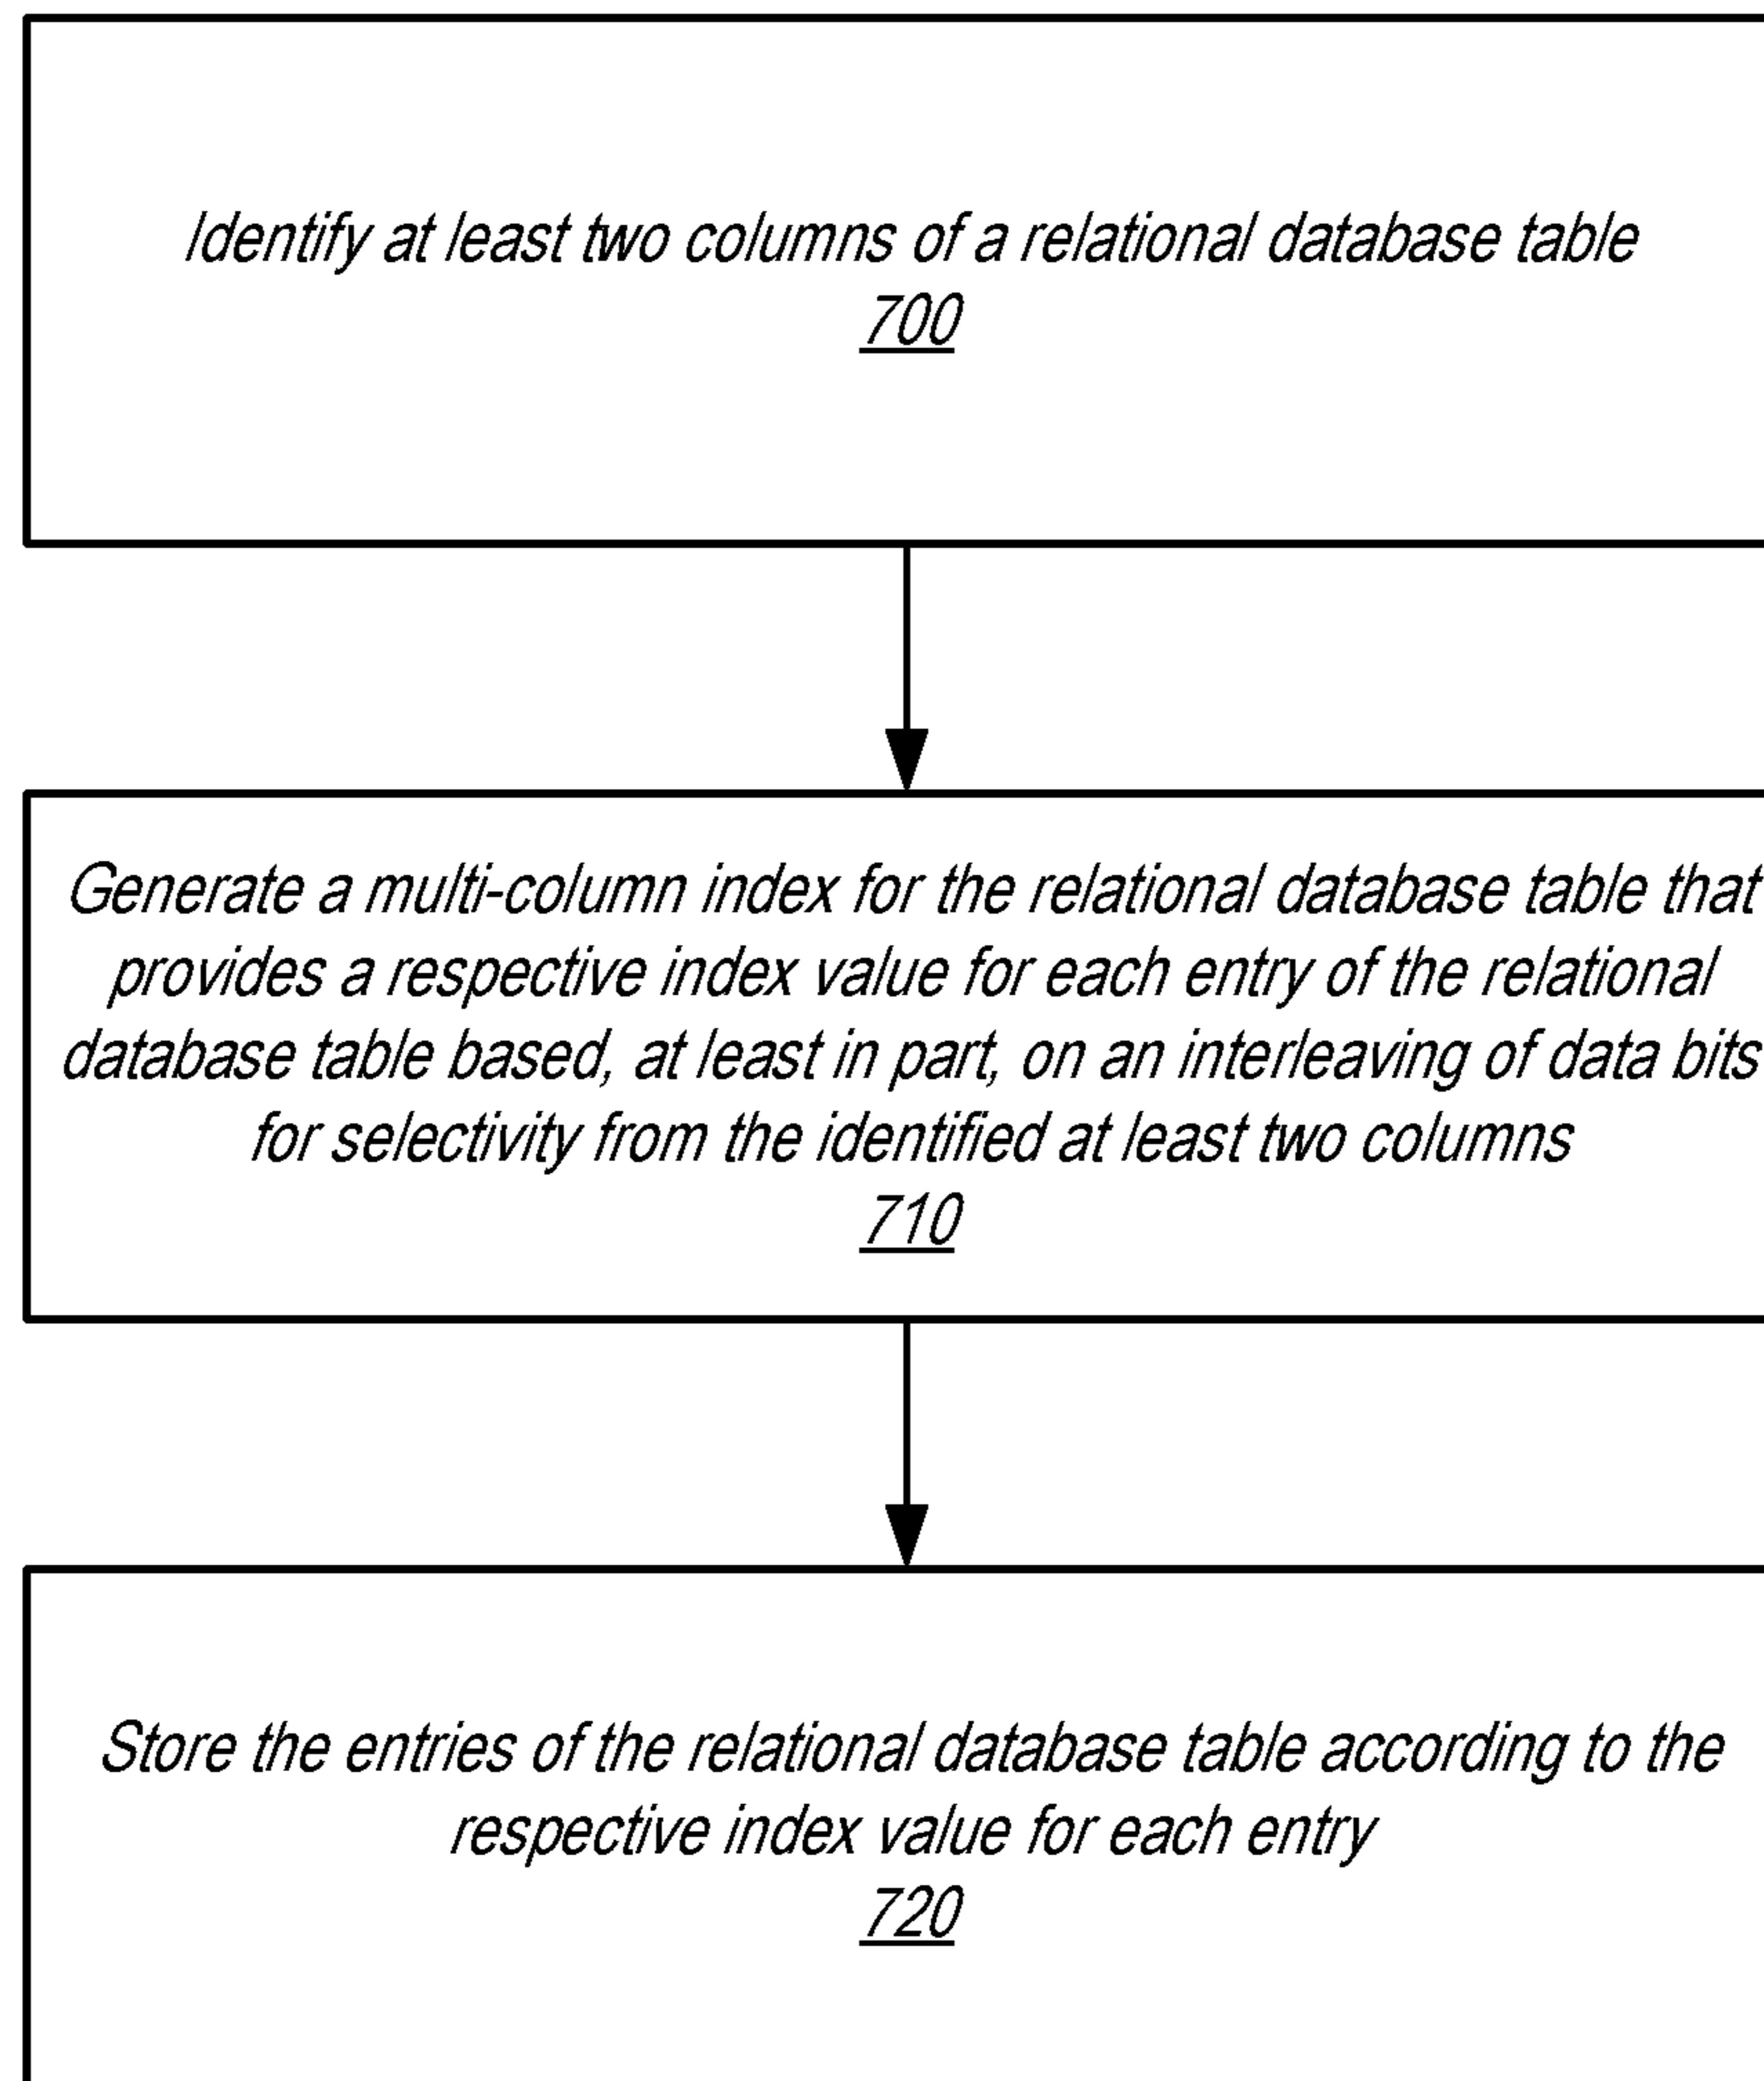 Identify at least two columns of a relational database table
700
Generate a multi-column index for the relational database table that
provides a respective index value for each entry of the relational
database table based, at least in part, on an interleaving of data bits
for selectivity from the identified at least two columns
710
Store the entries of the relational database table according to the
respective index value for each entry
720